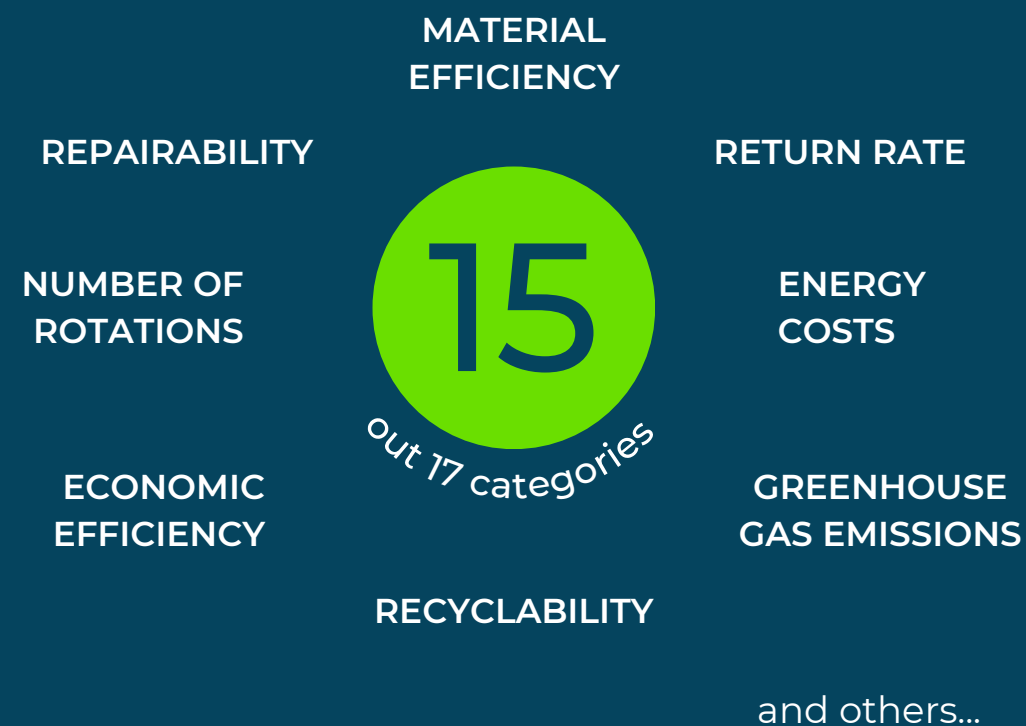 MATERIAL
EFFICIENCY
REPAIRABILITY
RETURN RATE
15
NUMBER OF
ROTATIONS
ENERGY
COSTS
out 17 categories
ECONOMIC
EFFICIENCY
GREENHOUSE
GAS EMISSIONS
RECYCLABILITY
and others...